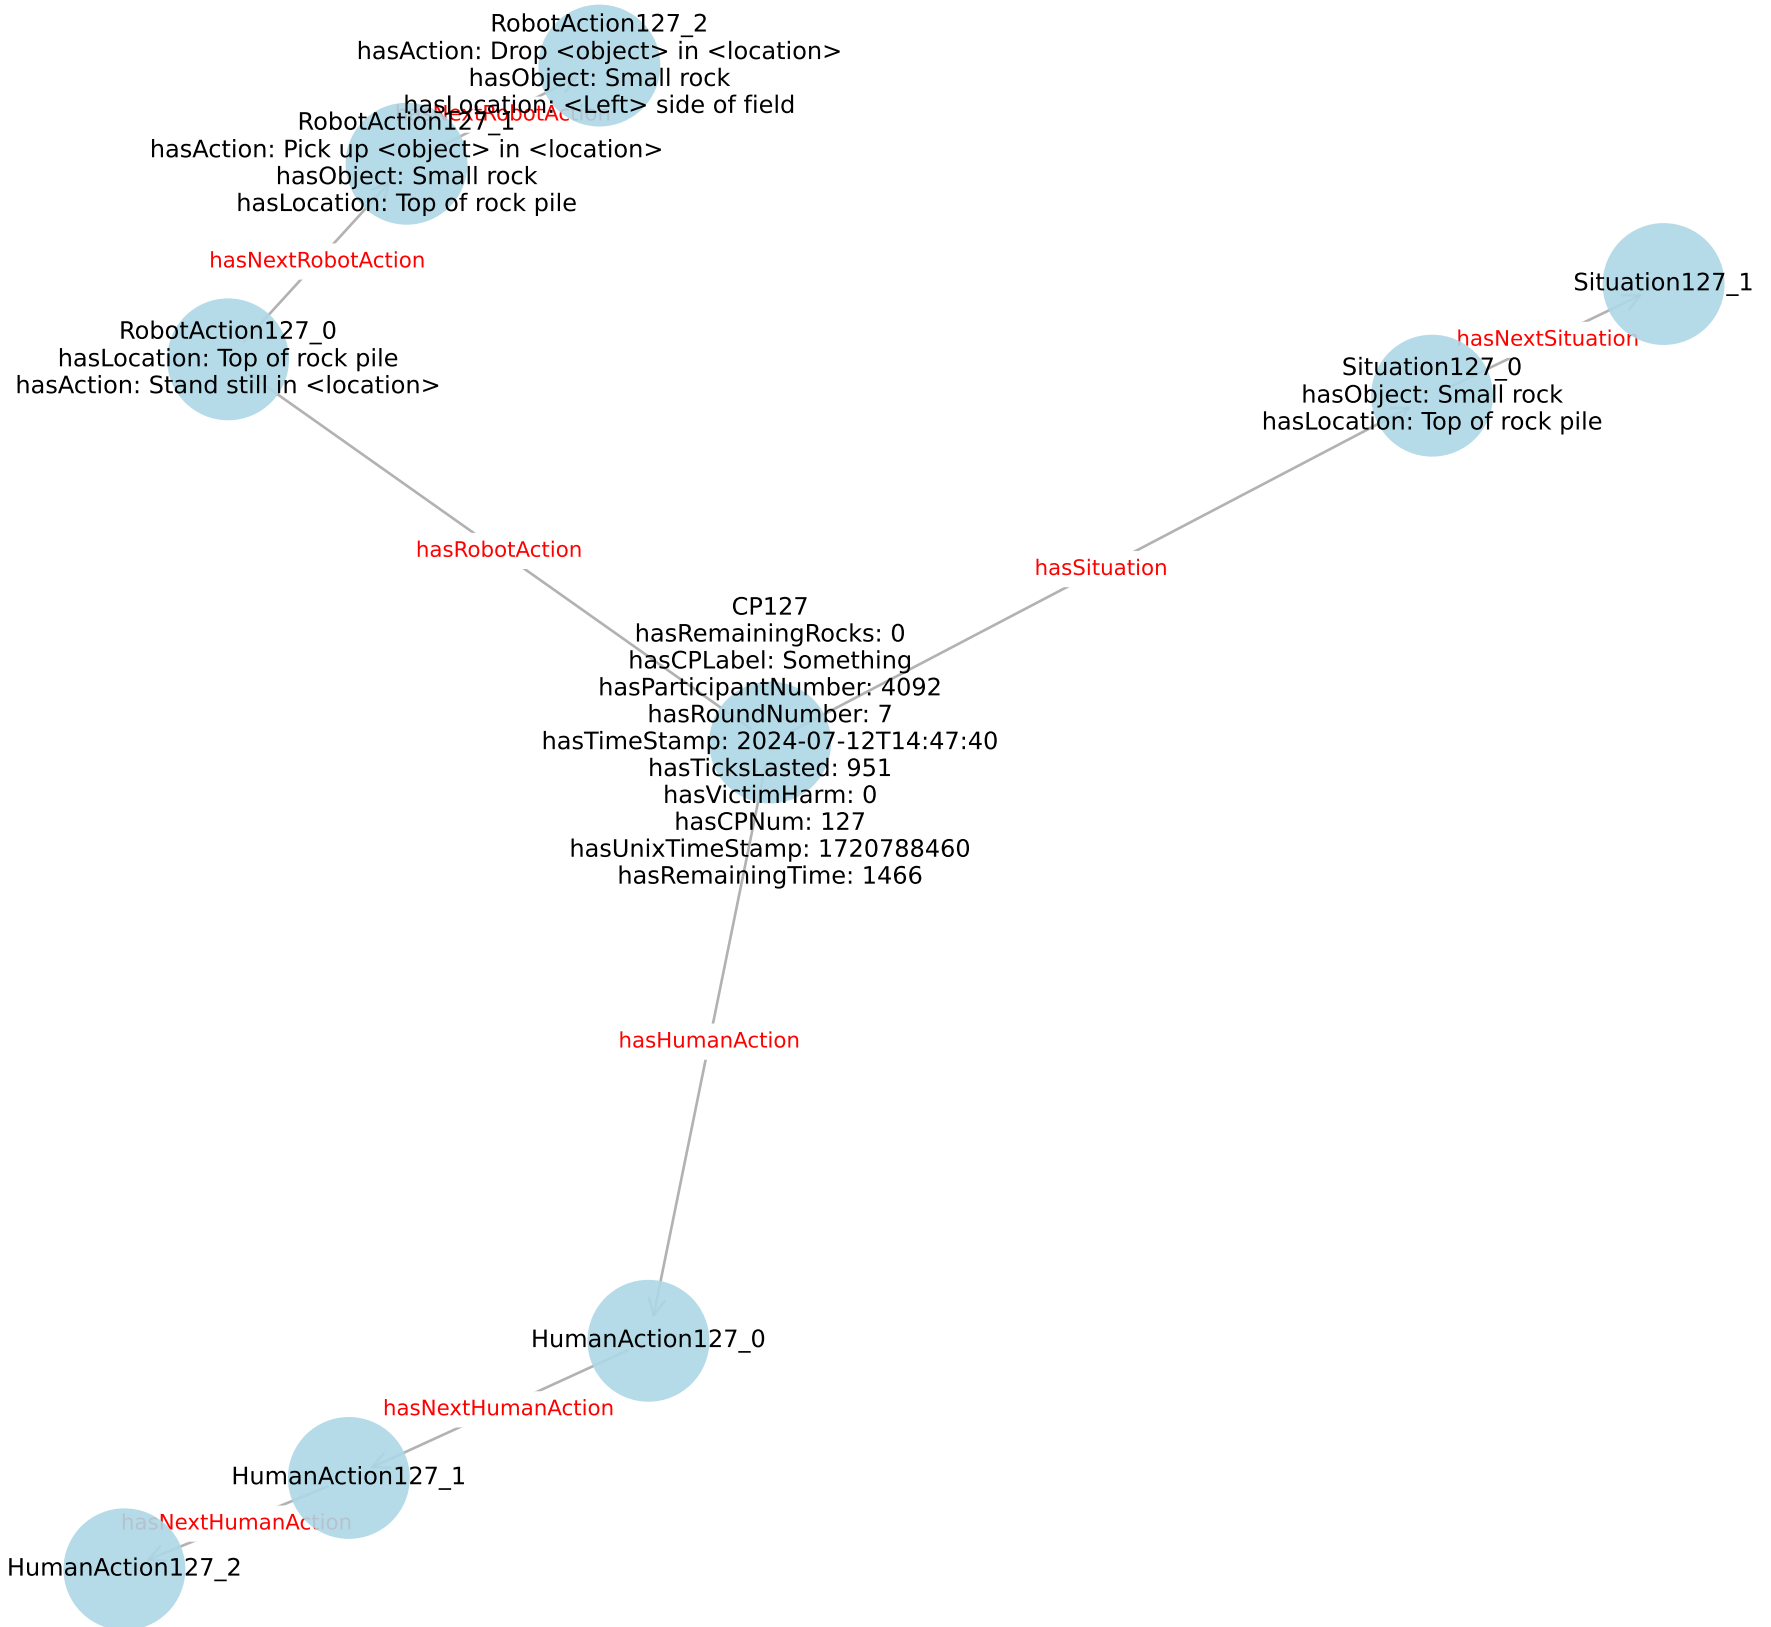 RobotAction127_2
hasAction: Drop <object> in <location>
hasObject: Small rock
hasLocation: <Left> side of field
hasNextRobotAction
RobotAction127_1
hasAction: Pick up <object> in <location>
hasObject: Small rock
hasLocation: Top of rock pile
hasNextRobotAction
RobotAction127_0
hasLocation: Top of rock pile
hasAction: Stand still in <location>
Situation127_1
hasNextSituation
Situation127_0
hasObject: Small rock
hasLocation: Top of rock pile
hasRobotAction
hasSituation
CP127
hasRemainingRocks: 0
hasCPLabel: Something
hasParticipantNumber: 4092
hasRoundNumber: 7
hasTimeStamp: 2024-07-12T14:47:40
hasTicksLasted: 951
hasVictimHarm: 0
hasCPNum: 127
hasUnixTimeStamp: 1720788460
hasRemainingTime: 1466
hasHumanAction
HumanAction127_0
hasNextHumanAction
HumanAction127_1
hasNextHumanAction
HumanAction127_2